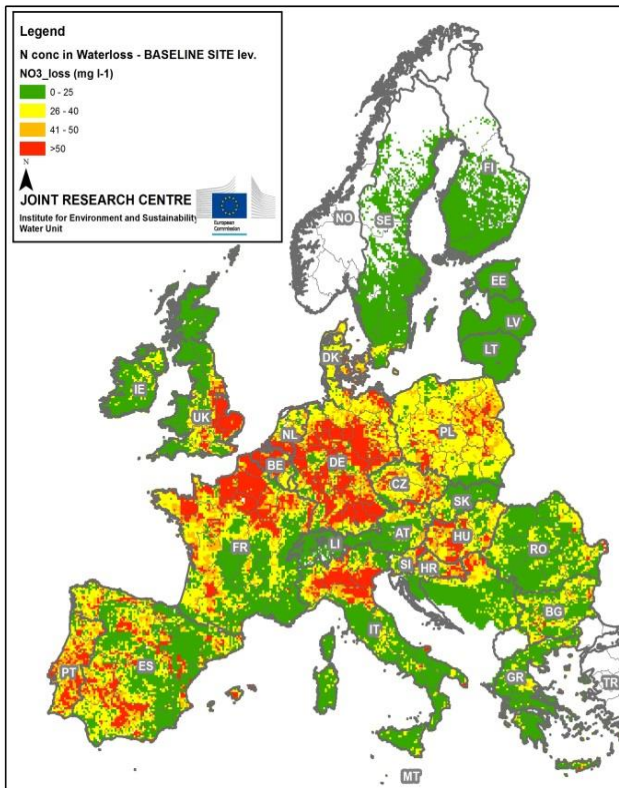 Legend
N conc in Waterloss - BASELINE SITE lev.
NO3_loss (mg l-1)
0 - 25
26 - 40
41 - 50
>50
N
JOINT RESEARCH CENTRE
Institute for Environment and Sustainability
Water Unit
European
Commission
FI
NO
SE
EE
LV
LT
DK
IE
UK
NL
PL
BE
DE
CZ
SK
AT
HU
FR
LI
RO
SI
HR
BG
IT
PT
ES
GR
TR
MT